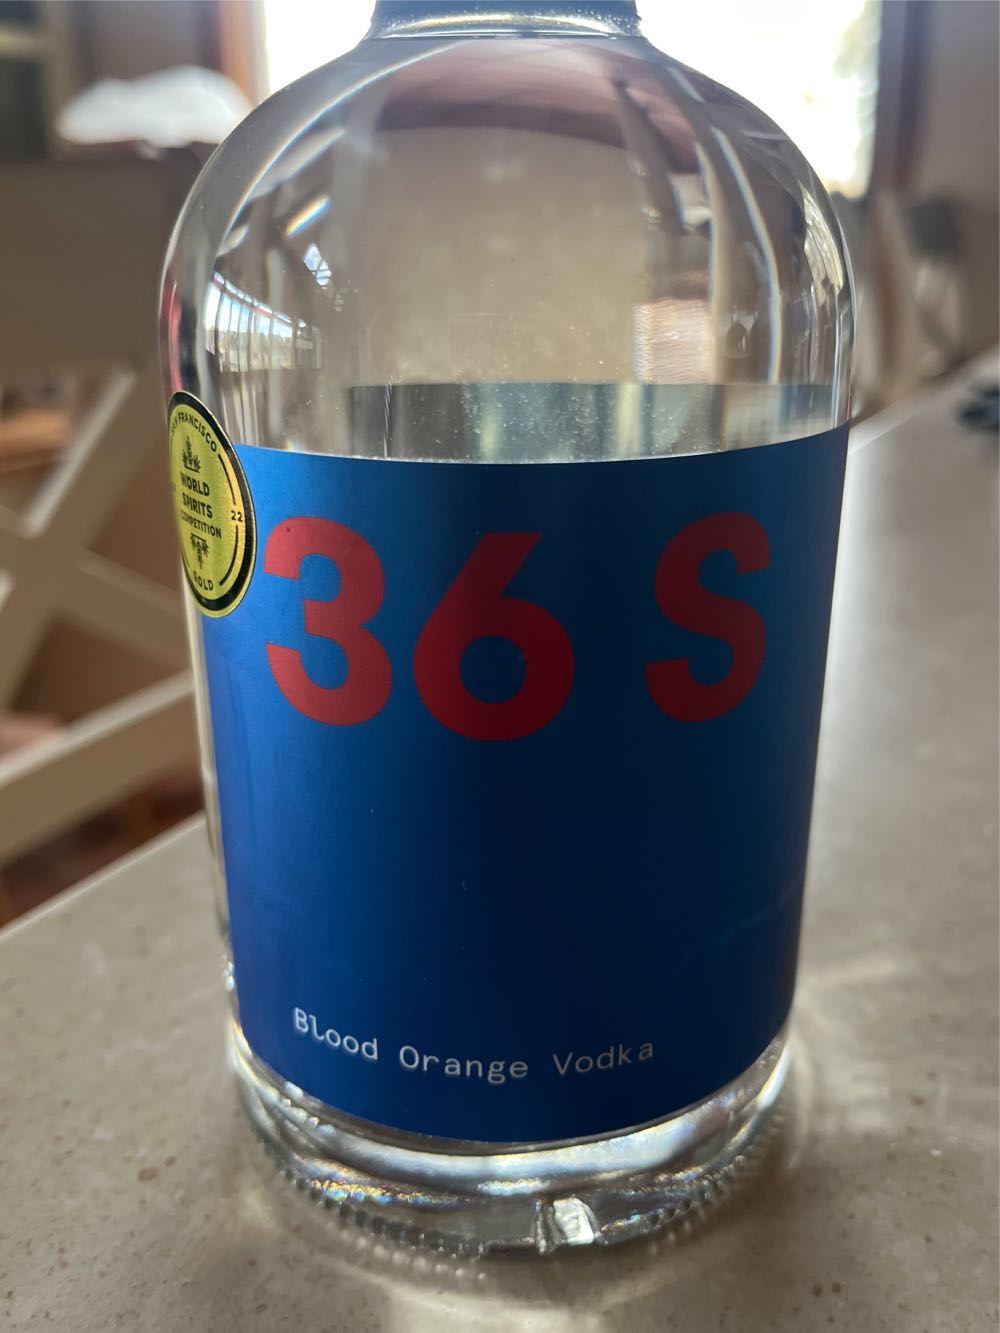 SAN FRANCISCO
WORLD
SPIRITS
COMPETITION
22
GOLD
36 S
Blood Orange Vodka